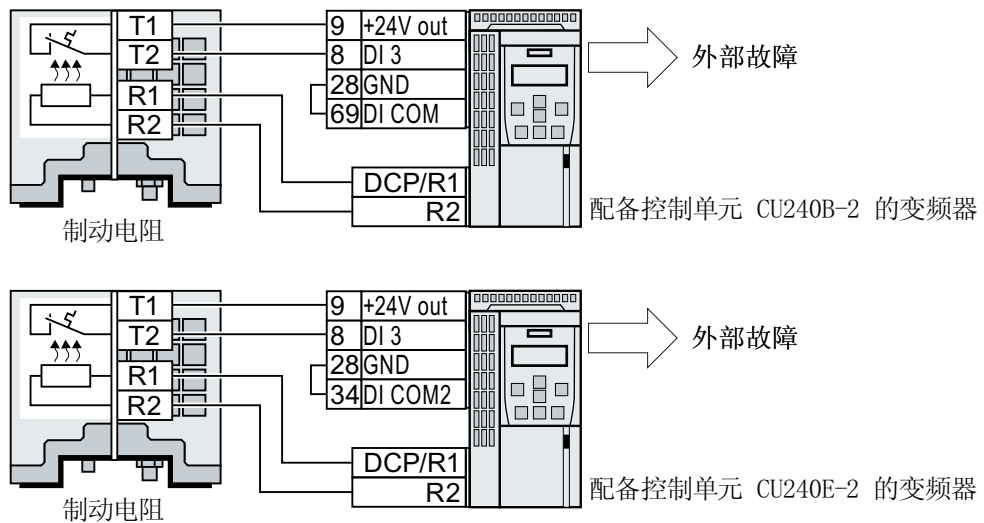 T1
T2
R1
R2
9 +24V out
8 DI 3
28 GND
69 DI COM
DCP/R1
R2
外部故障
制动电阻
配备控制单元 CU240B-2 的变频器
T1
T2
R1
R2
9 +24V out
8 DI 3
28 GND
34 DI COM2
DCP/R1
R2
外部故障
制动电阻
配备控制单元 CU240E-2 的变频器